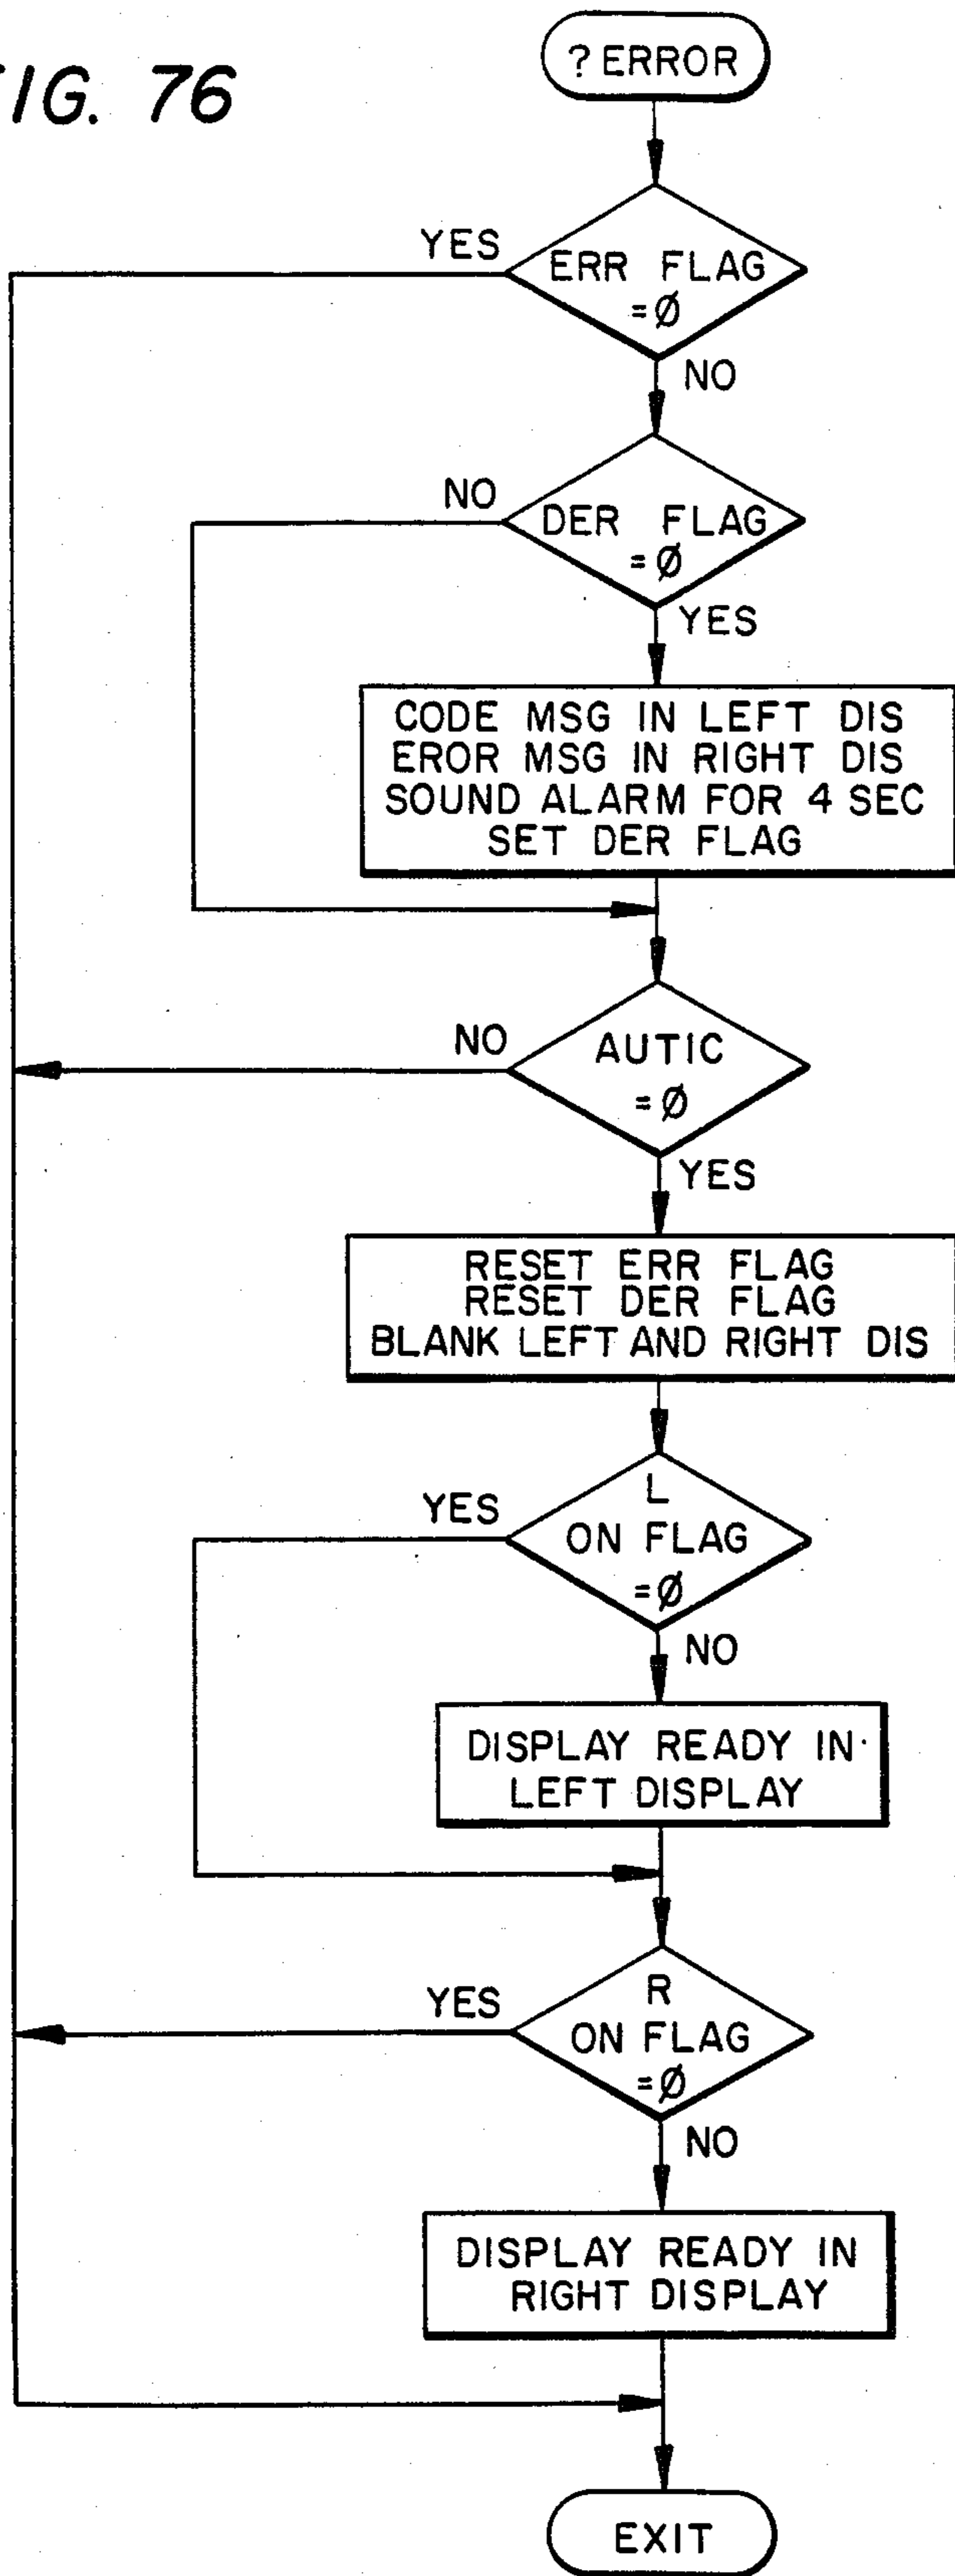 FIG. 76
? ERROR
YES
ERR FLAG
=Ø
NO
NO
DER FLAG
=Ø
YES
CODE MSG IN LEFT DIS
EROR MSG IN RIGHT DIS
SOUND ALARM FOR 4 SEC
SET DER FLAG
NO
AUTIC
=Ø
YES
RESET ERR FLAG
RESET DER FLAG
BLANK LEFT AND RIGHT DIS
YES
L
ON FLAG
=Ø
NO
DISPLAY READY IN
LEFT DISPLAY
YES
R
ON FLAG
=Ø
NO
DISPLAY READY IN
RIGHT DISPLAY
EXIT